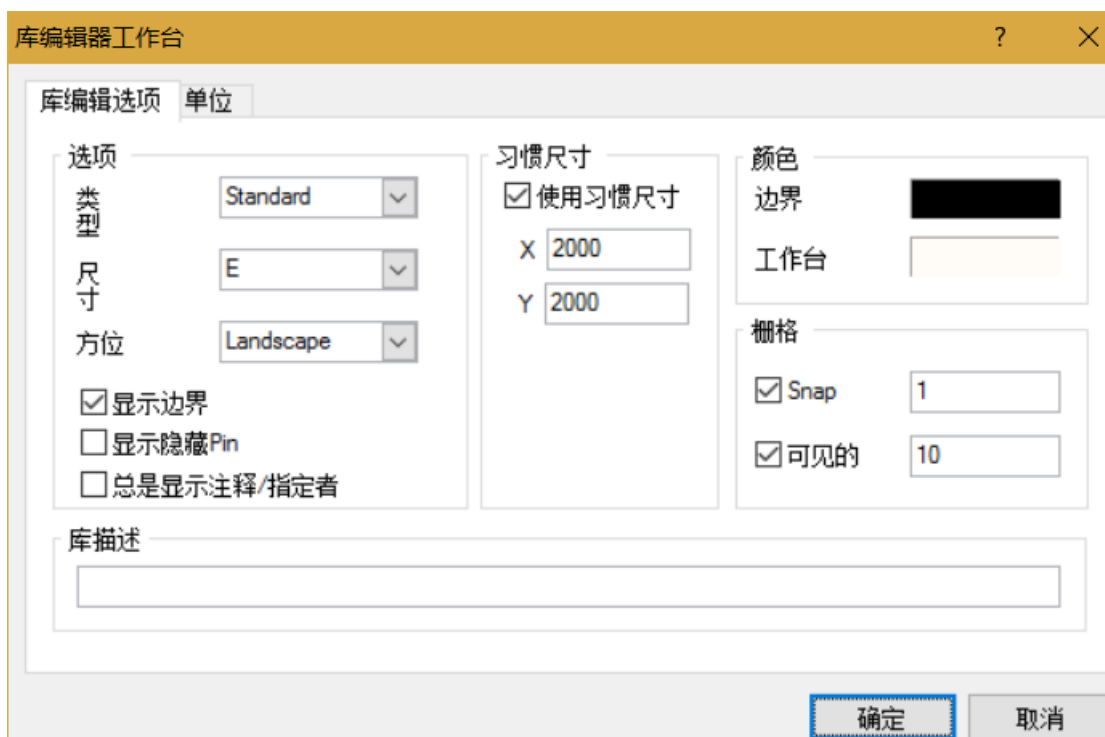 库编辑器工作台 ?
库编辑选项 单位
选项
类型 Standard
尺寸 E
方位 Landscape
显示边界
显示隐藏Pin
总是显示注释/指定者
习惯尺寸
使用习惯尺寸
X 2000
Y 2000
颜色
边界
工作台
栅格
Snap 1
可见的 10
库描述
确定 取消